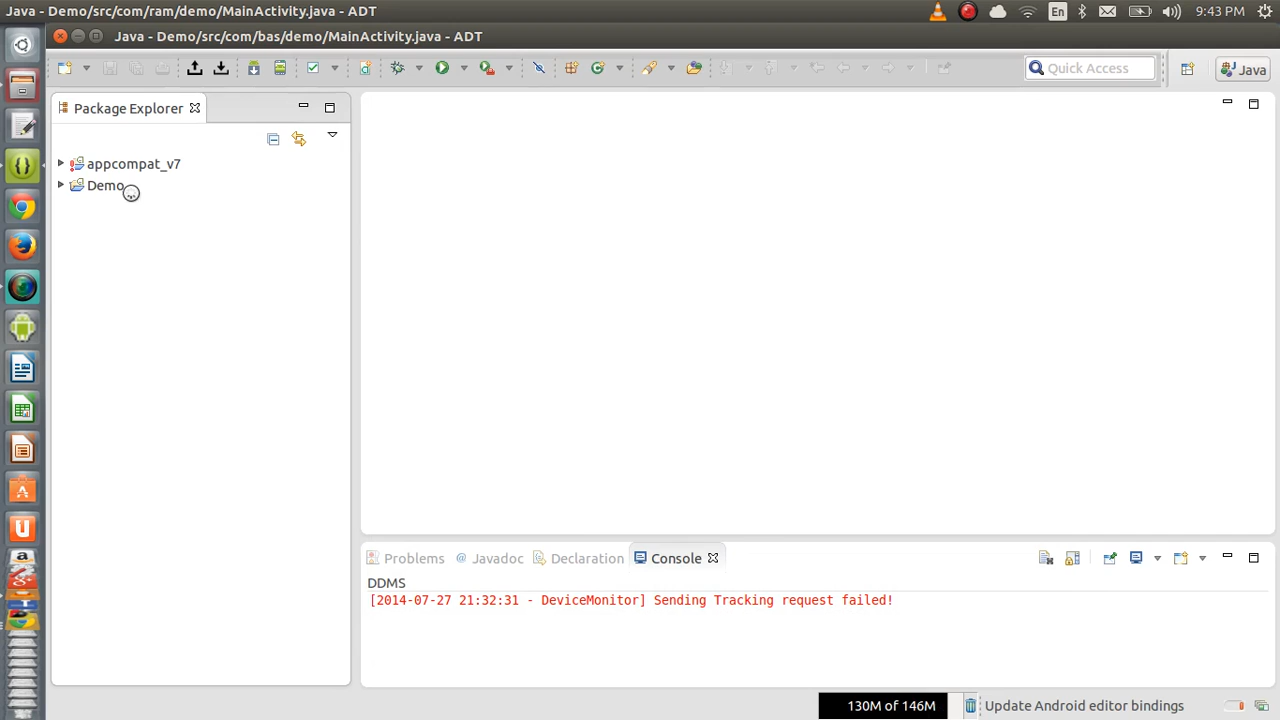 Java - Demo/src/com/ram/demo/MainActivity.java - ADT
En
9:43 PM
Java - Demo/src/com/bas/demo/MainActivity.java - ADT
Quick Access
Java
Package Explorer
appcompat_v7
Demo
Problems
Javadoc
Declaration
Console
DDMS
[2014-07-27 21:32:31 - DeviceMonitor] Sending Tracking request failed!
130M of 146M
Update Android editor bindings